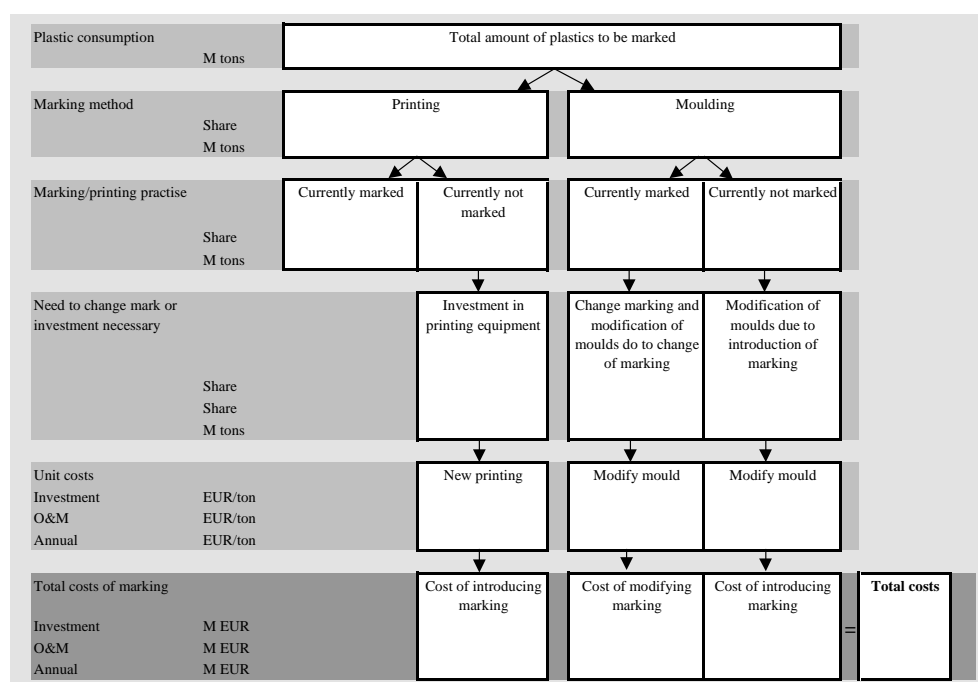 Plastic consumption
Total amount of plastics to be marked
M tons
Marking method
Printing
Moulding
Share
M tons
Marking/printing practise
Currently marked
Currently not
marked
Currently marked
Currently not marked
Share
M tons
Need to change mark or
investment necessary
Investment in
printing equipment
Change marking and
modification of
moulds do to change
of marking
Modification of
moulds due to
introduction of
marking
Share
Share
M tons
Unit costs
New printing
Modify mould
Modify mould
Investment EUR/ton
O&M EUR/ton
Annual EUR/ton
Total costs of marking
Cost of introducing
marking
Cost of modifying
marking
Cost of introducing
marking
Total costs
Investment M EUR
=
O&M M EUR
Annual M EUR